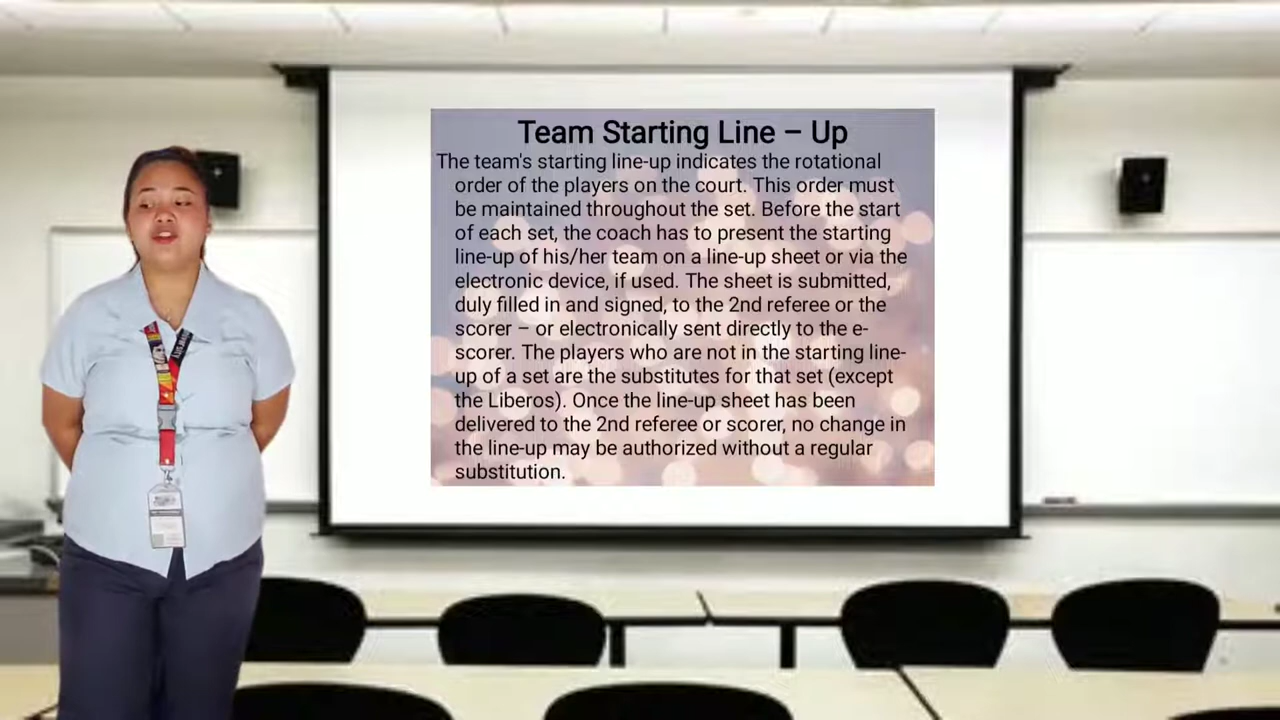 Team Starting Line – Up
The team's starting line-up indicates the rotational
order of the players on the court. This order must
be maintained throughout the set. Before the start
of each set, the coach has to present the starting
line-up of his/her team on a line-up sheet or via the
electronic device, if used. The sheet is submitted,
duly filled in and signed, to the 2nd referee or the
scorer – or electronically sent directly to the e-
scorer. The players who are not in the starting line-
up of a set are the substitutes for that set (except
the Liberos). Once the line-up sheet has been
delivered to the 2nd referee or scorer, no change in
the line-up may be authorized without a regular
substitution.